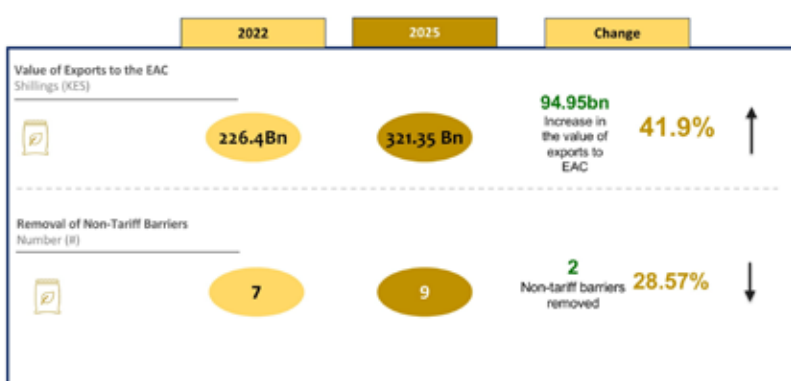 2022
2025
Change
Value of Exports to the EAC
Shillings (KES)
226.4Bn
321.35 Bn
94.95bn
Increase in
the value of
exports to
EAC
41.9%
Removal of Non-Tariff Barriers
Number (#)
7
9
2
Non-tariff barriers
removed
28.57%